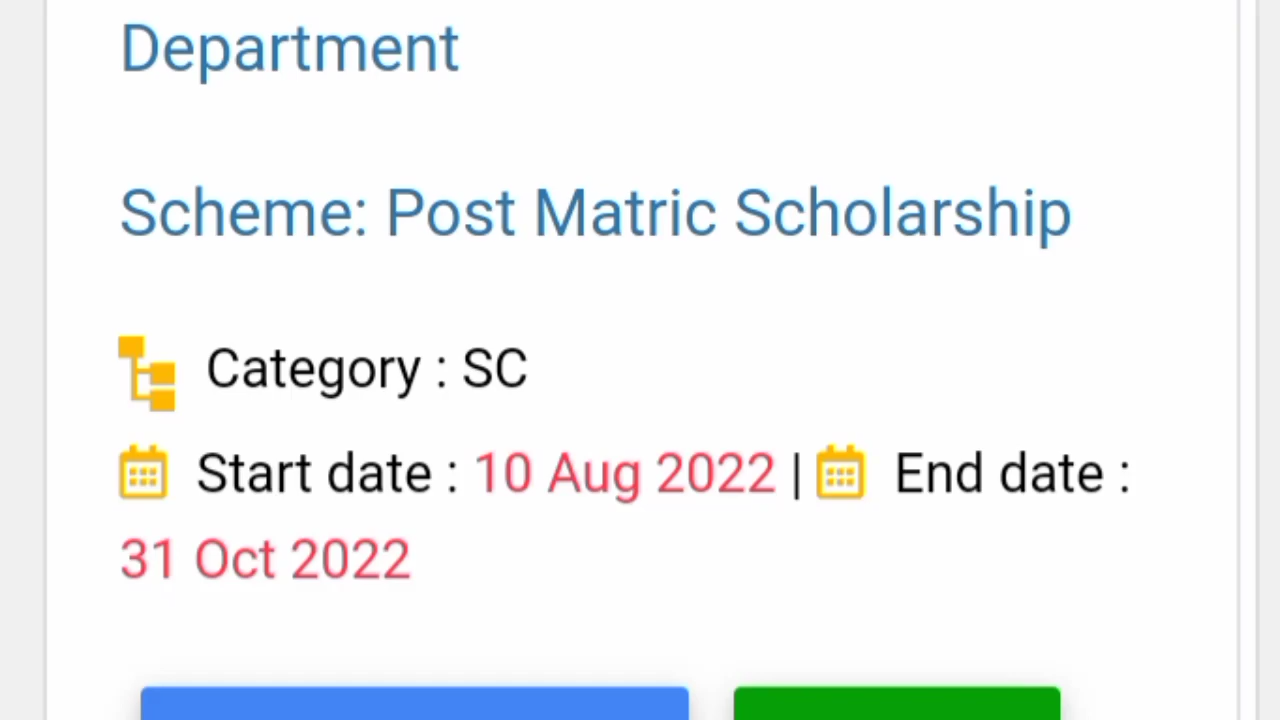 Department
Scheme: Post Matric Scholarship
Category : SC
Start date : 10 Aug 2022 | End date :
31 Oct 2022